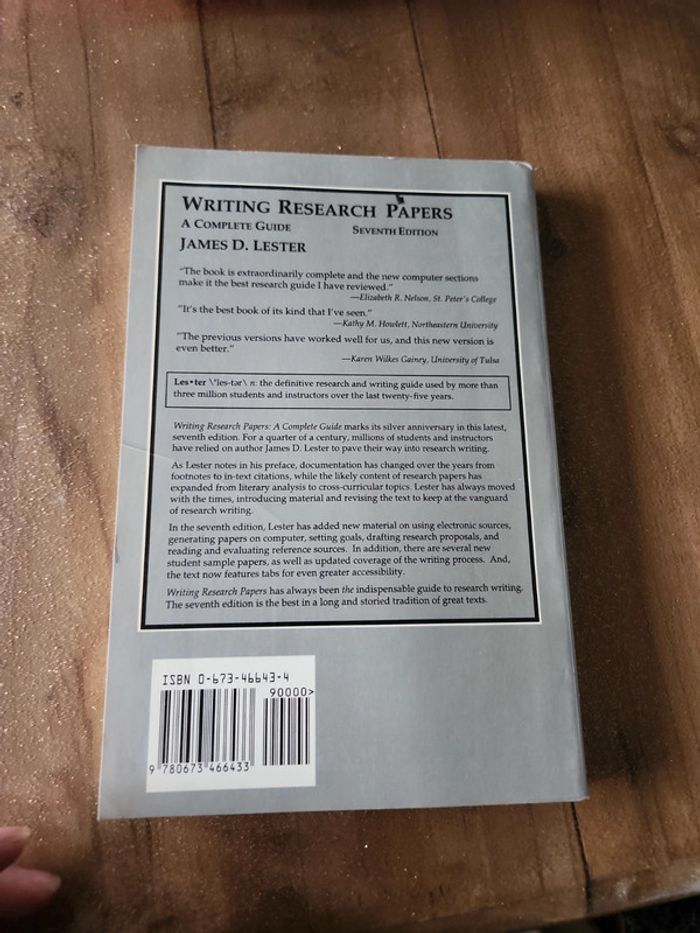 WRITING RESEARCH PAPERS
A COMPLETE GUIDE SEVENTH EDITION
JAMES D. LESTER
"The book is extraordinarily complete and the new computer sections
make it the best research guide I have reviewed."
—Elizabeth R. Nelson, St. Peter's College
"It's the best book of its kind that I've seen."
—Kathy M. Howlett, Northeastern University
"The previous versions have worked well for us, and this new version is
even better."
—Karen Wilkes Gainey, University of Tulsa
Les•ter \'les-tər\ n: the definitive research and writing guide used by more than
three million students and instructors over the last twenty-five years.
Writing Research Papers: A Complete Guide marks its silver anniversary in this latest,
seventh edition. For a quarter of a century, millions of students and instructors
have relied on author James D. Lester to pave their way into research writing.
As Lester notes in his preface, documentation has changed over the years from
footnotes to in-text citations, while the likely content of research papers has
expanded from literary analysis to cross-curricular topics. Lester has always moved
with the times, introducing material and revising the text to keep at the vanguard
of research writing.
In the seventh edition, Lester has added new material on using electronic sources,
generating papers on computer, setting goals, drafting research proposals, and
reading and evaluating reference sources. In addition, there are several new
student sample papers, as well as updated coverage of the writing process. And,
the text now features tabs for even greater accessibility.
Writing Research Papers has always been the indispensable guide to research writing.
The seventh edition is the best in a long and storied tradition of great texts.
ISBN 0-673-46643-4
90000>
9 780673 466433